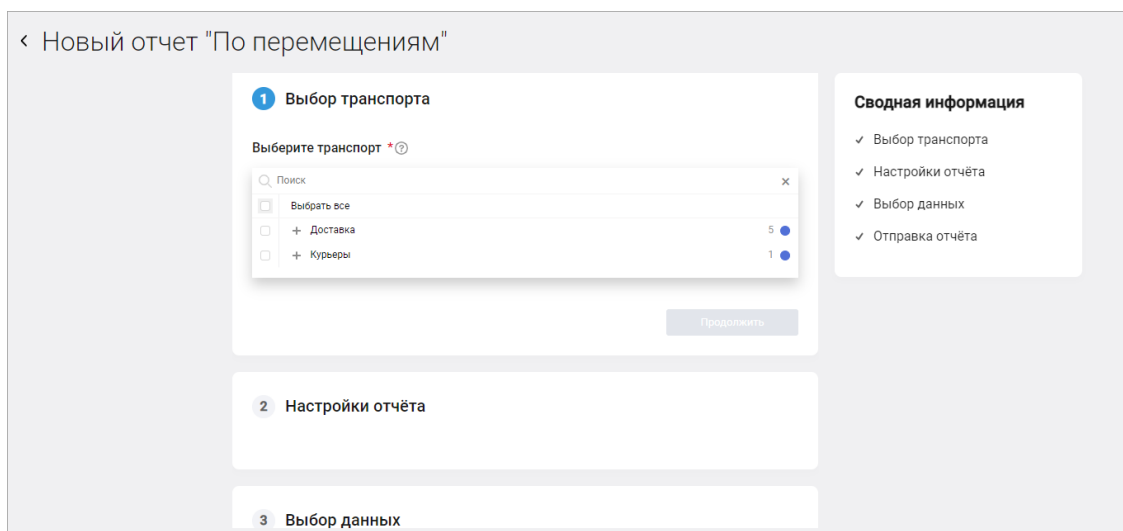 Новый отчет "По перемещениям"
1 Выбор транспорта
Выберите транспорт * ?
Поиск
Выбрать все
Доставка 5
Курьеры 1
Продолжить
2 Настройки отчёта
3 Выбор данных
Сводная информация
Выбор транспорта
Настройки отчёта
Выбор данных
Отправка отчёта